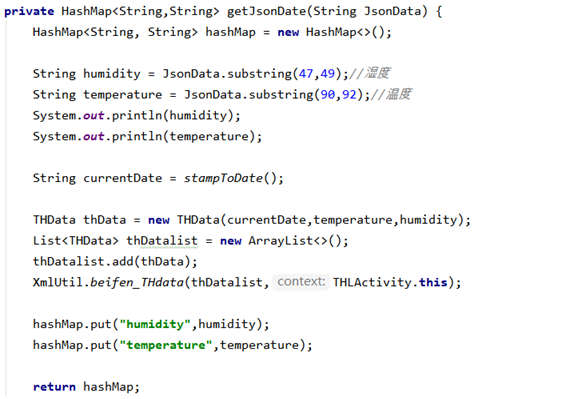 private HashMap<String,String> getJsonDate(String JsonData) {
HashMap<String, String> hashMap = new HashMap<>();
String humidity = JsonData.substring(47,49);//湿度
String temperature = JsonData.substring(90,92);//温度
System.out.println(humidity);
System.out.println(temperature);
String currentDate = stampToDate();
THData thData = new THData(currentDate,temperature,humidity);
List<THData> thDatalist = new ArrayList<>();
thDatalist.add(thData);
XmlUtil.beifen_THdata(thDatalist, context: THLActivity.this);
hashMap.put("humidity",humidity);
hashMap.put("temperature",temperature);
return hashMap;